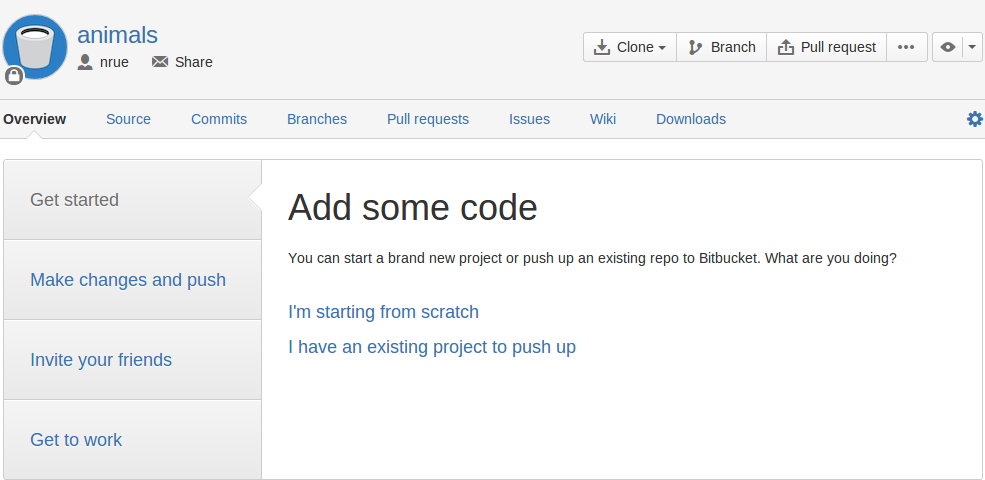 animals
nrue Share
Clone Branch Pull request
Overview Source Commits Branches Pull requests Issues Wiki Downloads
Get started
Make changes and push
Invite your friends
Get to work
Add some code
You can start a brand new project or push up an existing repo to Bitbucket. What are you doing?
I'm starting from scratch
I have an existing project to push up